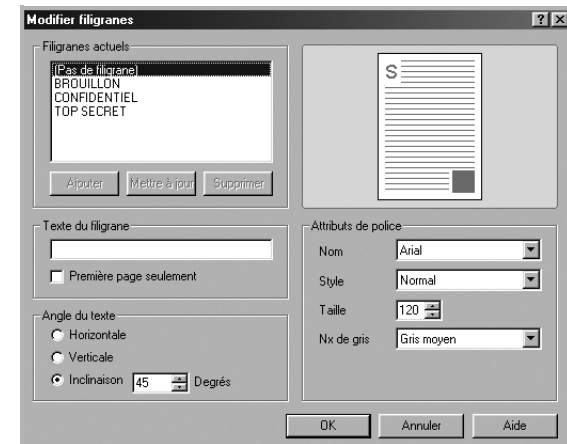 Modifier filigranes
Filigranes actuels
(Pas de filigrane)
BROUILLON
CONFIDENTIEL
TOP SECRET
Ajouter Mettre à jour Supprimer
S
Texte du filigrane
Première page seulement
Angle du texte
Horizontale
Verticale
Inclinaison 45 Degrés
Attributs de police
Nom Arial
Style Normal
Taille 120
Nx de gris Gris moyen
OK Annuler Aide